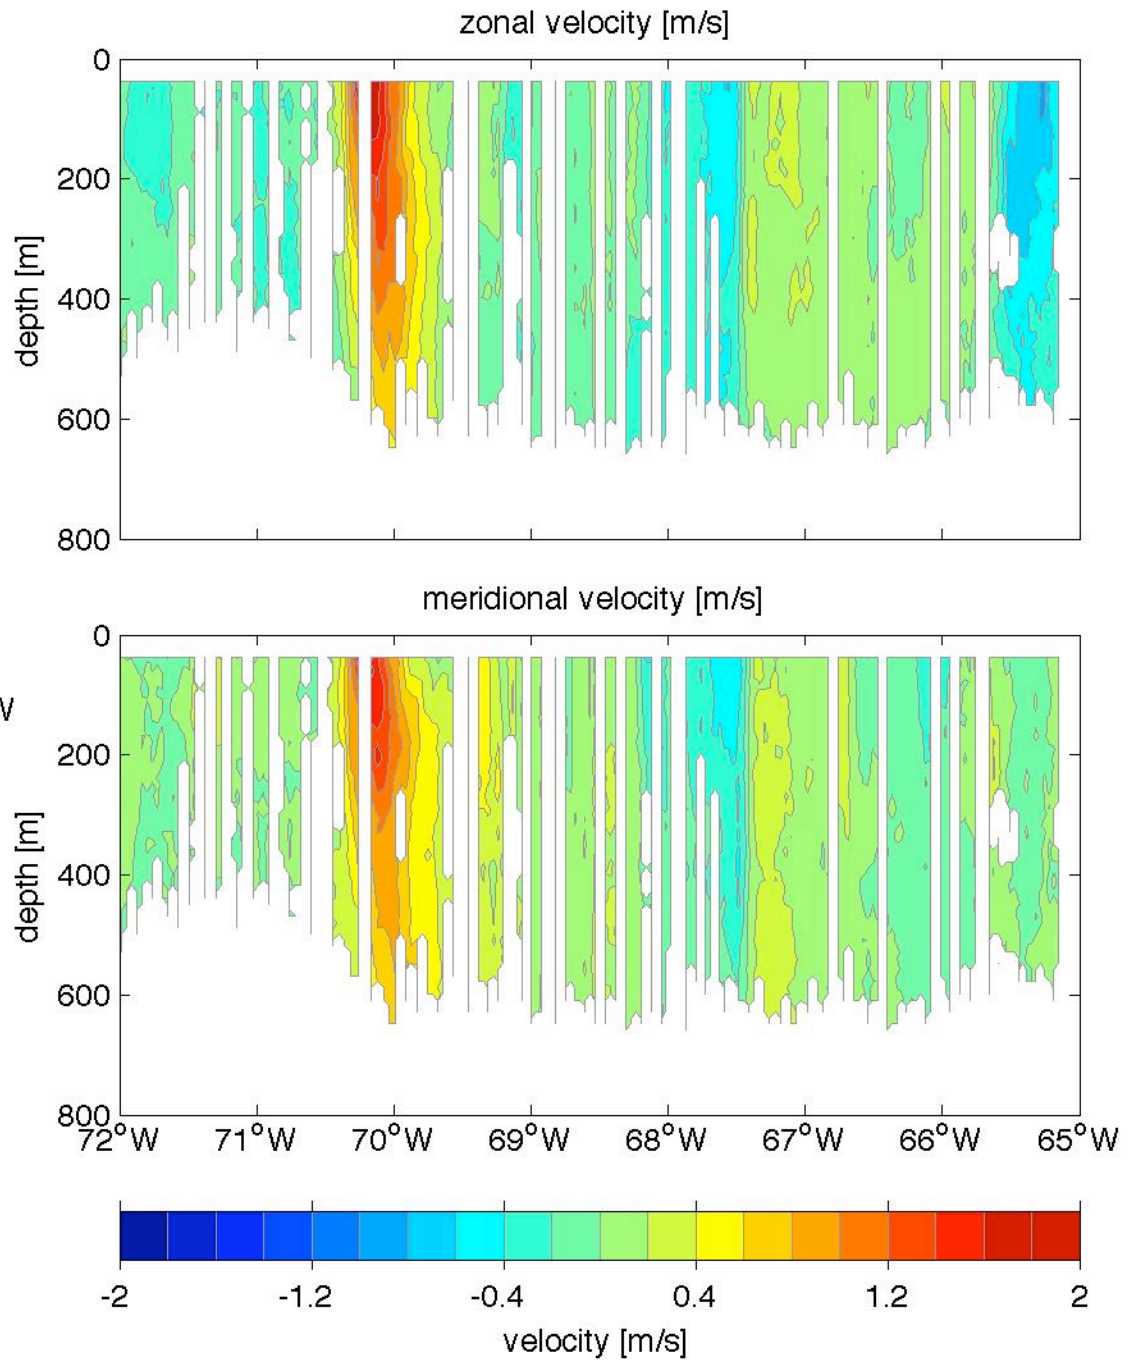 zonal velocity [m/s]
0
200
400
600
800
depth [m]
meridional velocity [m/s]
0
200
400
600
800
depth [m]
W
72°W 71°W 70°W 69°W 68°W 67°W 66°W 65°W
-2 -1.2 -0.4 0.4 1.2 2
velocity [m/s]